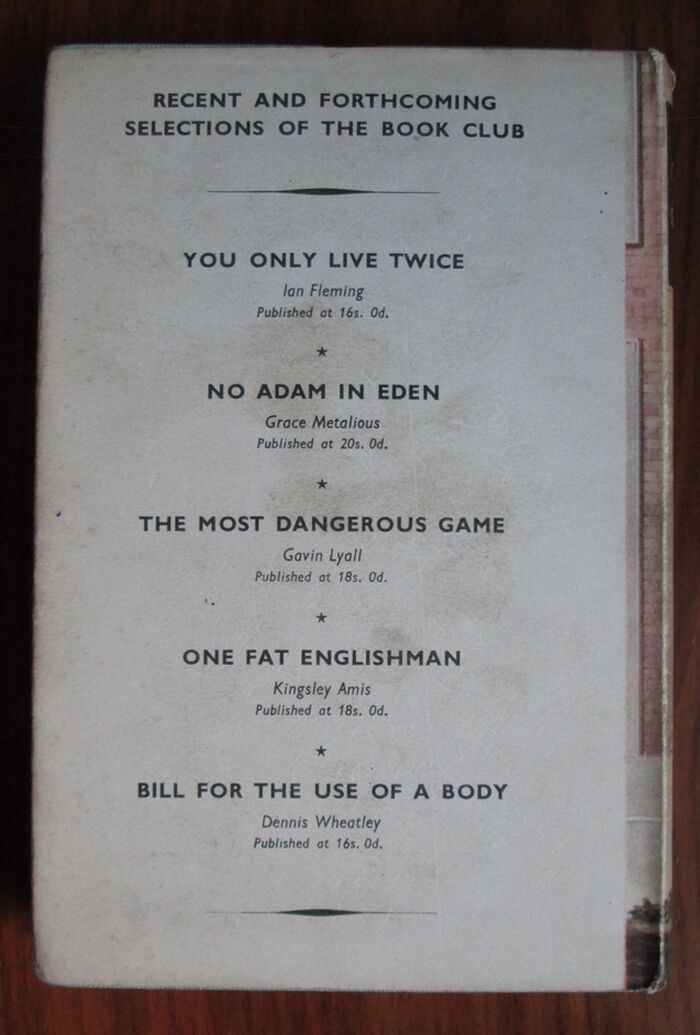 RECENT AND FORTHCOMING
SELECTIONS OF THE BOOK CLUB
YOU ONLY LIVE TWICE
Ian Fleming
Published at 16s. 0d.
★
NO ADAM IN EDEN
Grace Metalious
Published at 20s. 0d.
★
THE MOST DANGEROUS GAME
Gavin Lyall
Published at 18s. 0d.
★
ONE FAT ENGLISHMAN
Kingsley Amis
Published at 18s. 0d.
★
BILL FOR THE USE OF A BODY
Dennis Wheatley
Published at 16s. 0d.